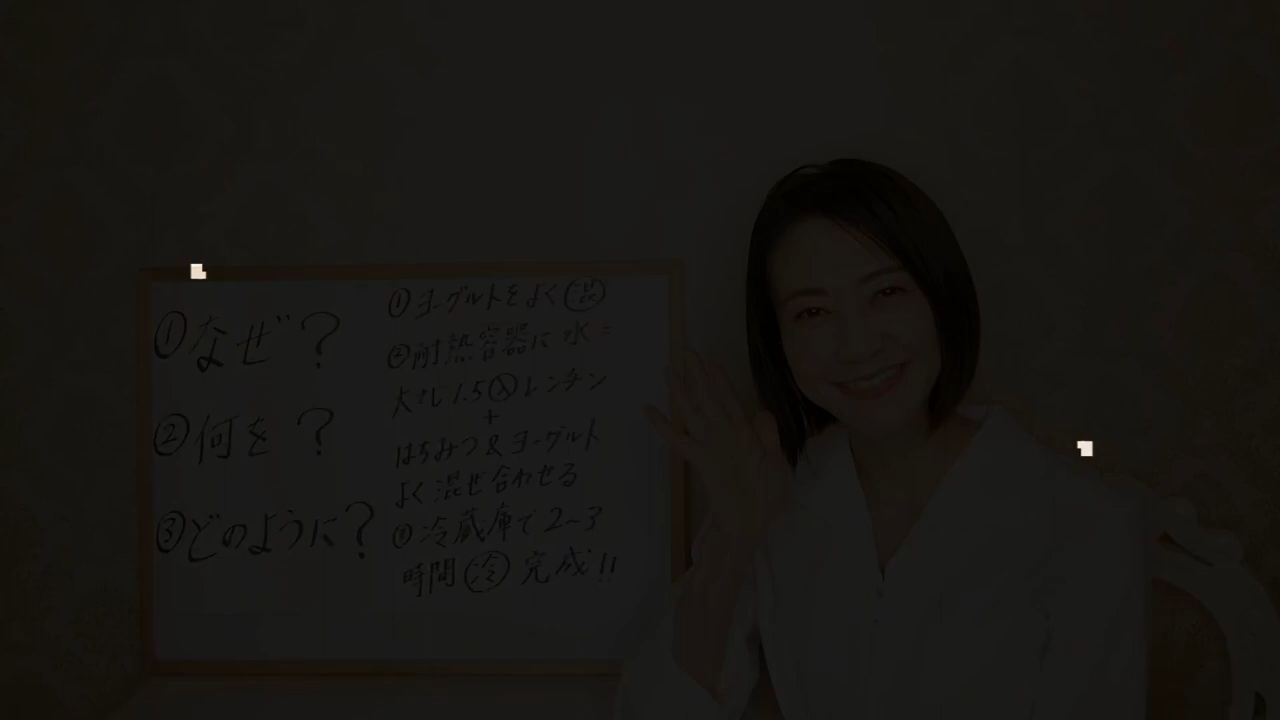 ①なぜ？
②何を？
③どのように？
①ヨーグルトをよく混
②耐熱容器に水＝
大さじ1.5入レンチン
+
はちみつ&ヨーグルト
よく混ぜ合わせる
③冷蔵庫で2~3
時間冷 完成!!